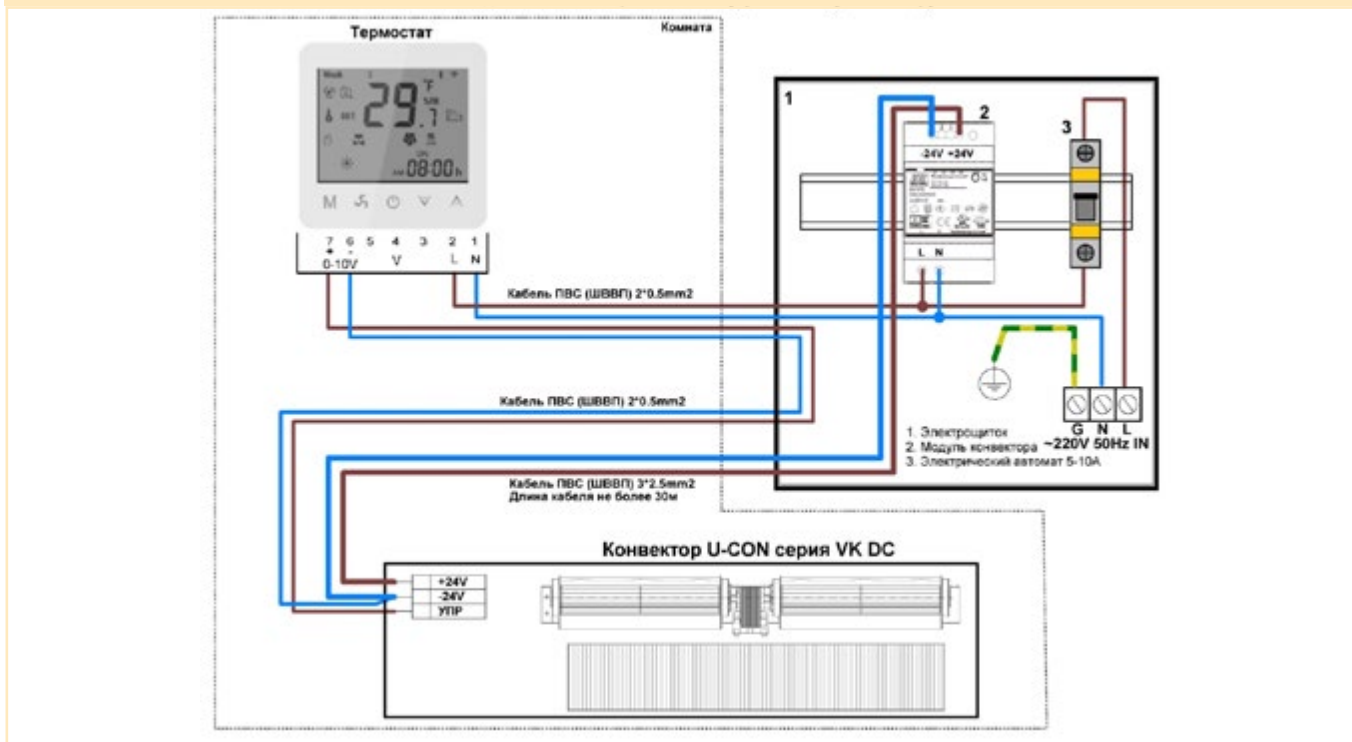 Термостат
Комната
29.7
08:00 h
M
7 6 5 4 3 2 1
+ -
0-10V V L N
Кабель ПВС (ШВВП) 2*0.5mm2
Кабель ПВС (ШВВП) 2*0.5mm2
Кабель ПВС (ШВВП) 3*2.5mm2
Длина кабеля не более 30м
1
2
3
-24V +24V
L N
G N L
~220V 50Hz IN
1. Электрощиток
2. Модуль конвектора
3. Электрический автомат 5-10А
Конвектор U-CON серия VK DC
+24V
-24V
УПР